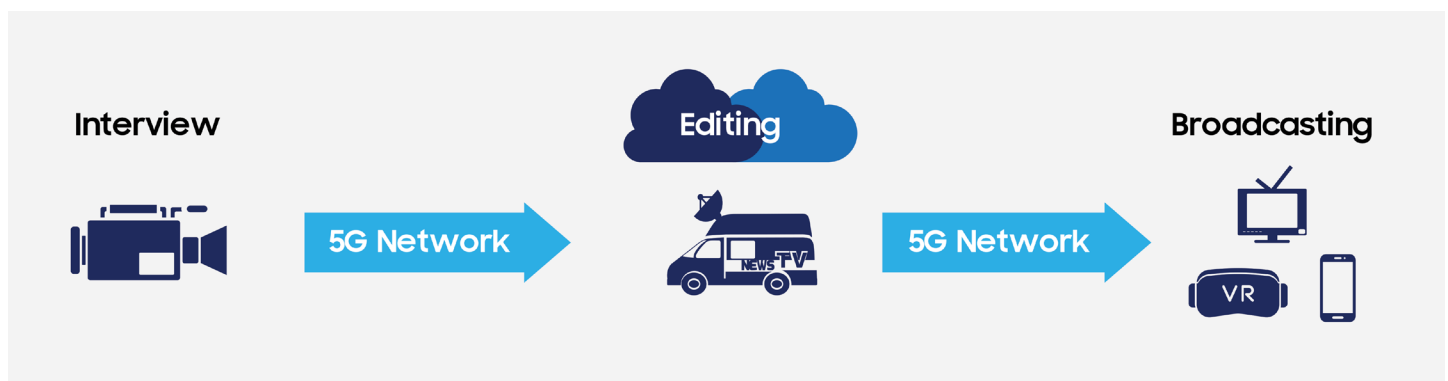 Interview
5G Network
Editing
NEWS TV
5G Network
Broadcasting
VR